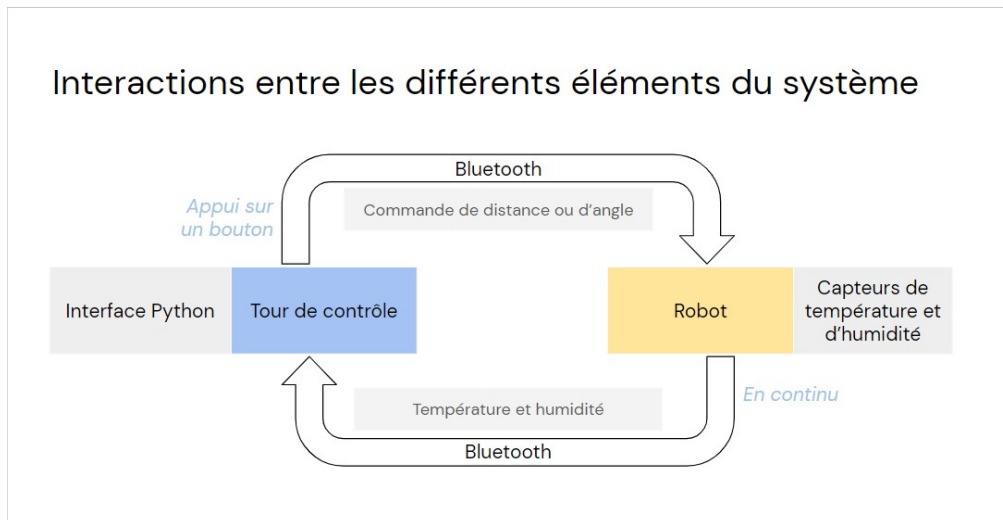 Interactions entre les différents éléments du système
Bluetooth
Appui sur
un bouton
Commande de distance ou d'angle
Interface Python
Tour de contrôle
Robot
Capteurs de
température et
d'humidité
Température et humidité
En continu
Bluetooth